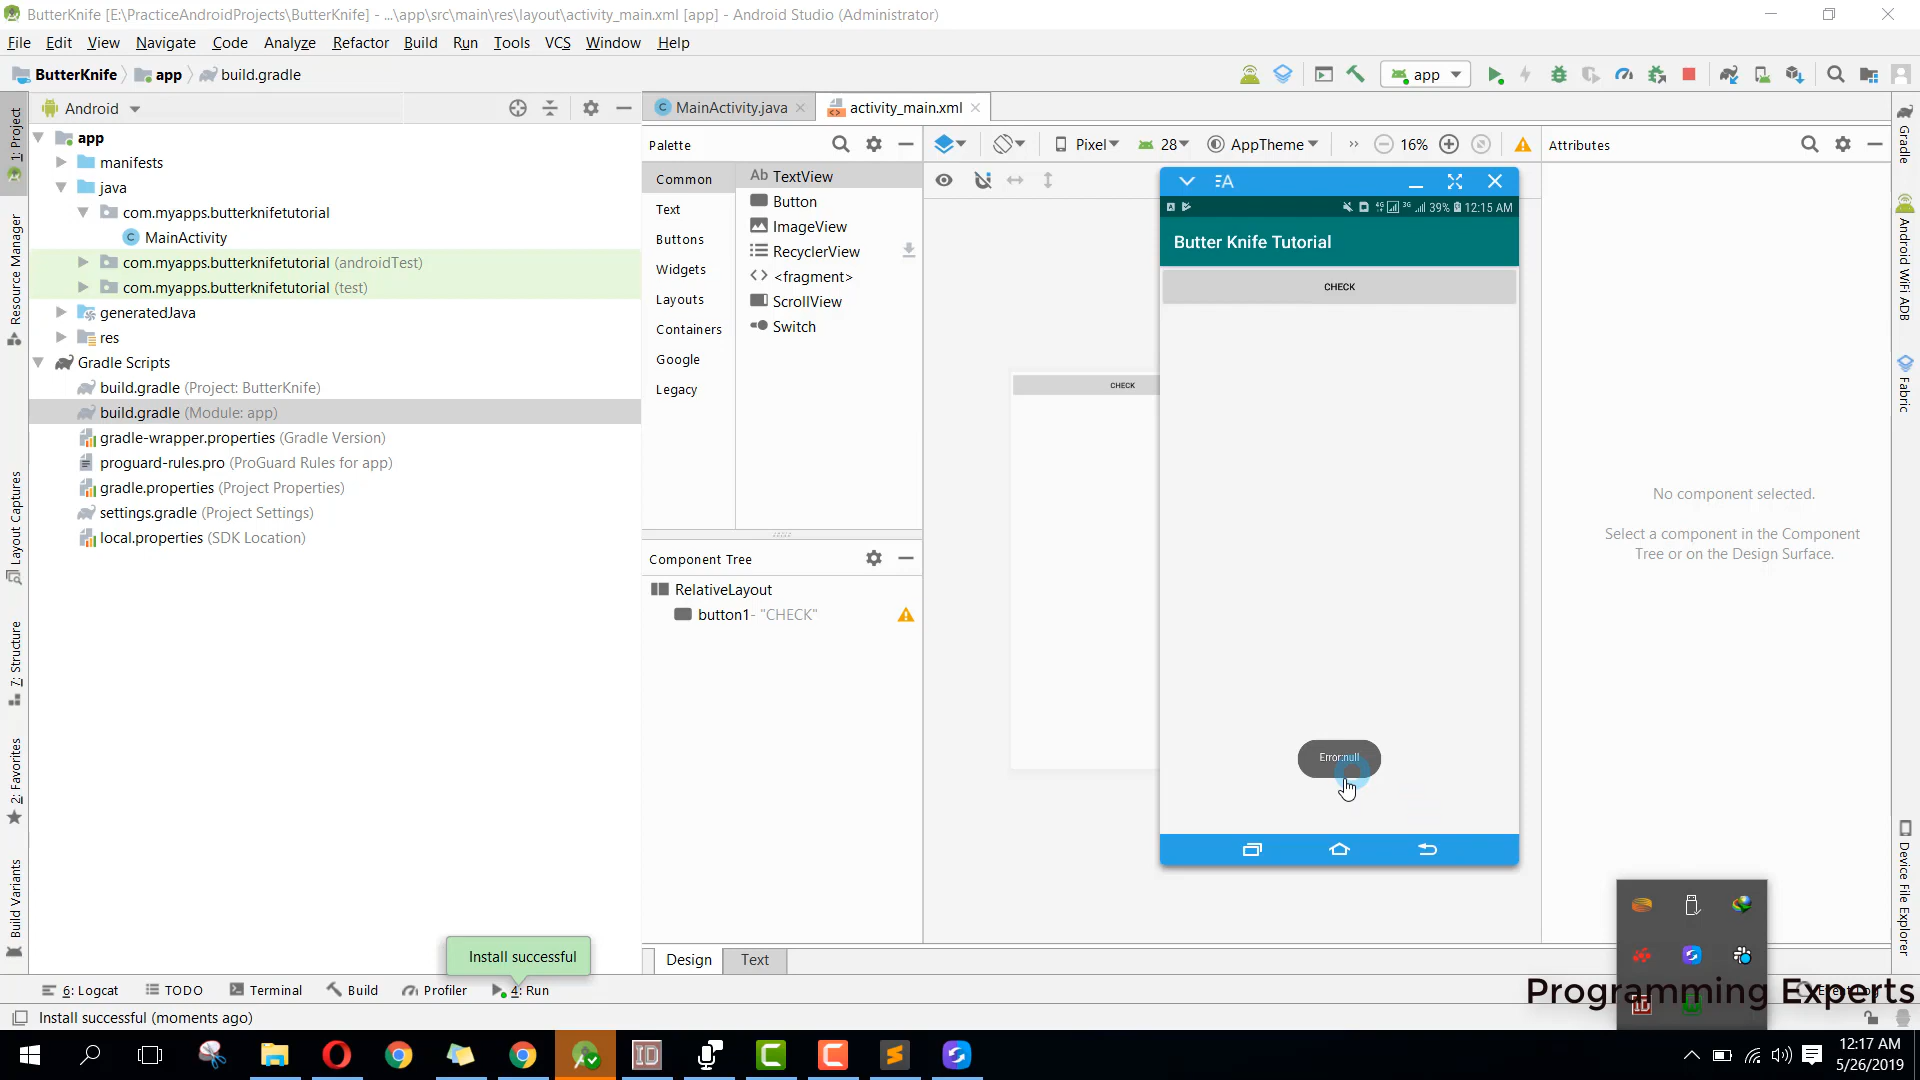 ButterKnife [E:\PracticeAndroidProjects\ButterKnife] - ...\app\src\main\res\layout\activity_main.xml [app] - Android Studio (Administrator)
File Edit View Navigate Code Analyze Refactor Build Run Tools VCS Window Help
ButterKnife app build.gradle app
1: Project
Resource Manager
Layout Captures
7: Structure
2: Favorites
Build Variants
Android
app
manifests
java
com.myapps.butterknifetutorial
MainActivity
com.myapps.butterknifetutorial (androidTest)
com.myapps.butterknifetutorial (test)
generatedJava
res
Gradle Scripts
build.gradle (Project: ButterKnife)
build.gradle (Module: app)
gradle-wrapper.properties (Gradle Version)
proguard-rules.pro (ProGuard Rules for app)
gradle.properties (Project Properties)
settings.gradle (Project Settings)
local.properties (SDK Location)
MainActivity.java activity_main.xml
Palette
Common
Text
Buttons
Widgets
Layouts
Containers
Google
Legacy
Ab TextView
Button
ImageView
RecyclerView
<fragment>
ScrollView
Switch
Component Tree
RelativeLayout
button1- "CHECK"
Pixel 28 AppTheme 16%
CHECK
39% 12:15 AM
Butter Knife Tutorial
CHECK
Error:null
Attributes
No component selected.
Select a component in the Component
Tree or on the Design Surface.
Gradle
Android WiFi ADB
Fabric
Device File Explorer
Design Text
Install successful
6: Logcat TODO Terminal Build Profiler 4: Run
Programming Experts
Install successful (moments ago)
12:17 AM
5/26/2019